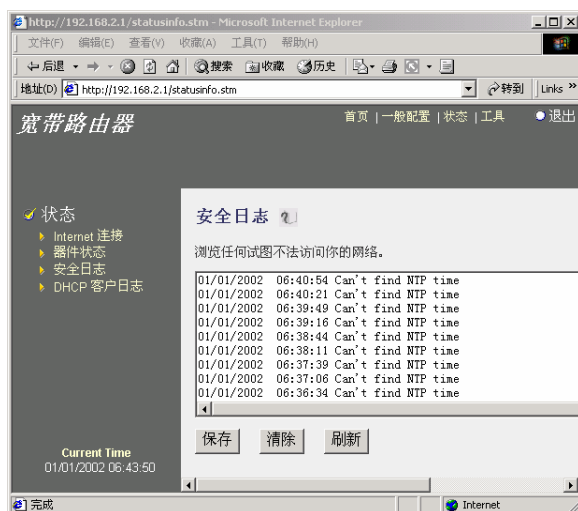 http://192.168.2.1/statusinfo.stm - Microsoft Internet Explorer
文件(F) 编辑(E) 查看(V) 收藏(A) 工具(T) 帮助(H)
后退 搜索 收藏 历史
地址(D) http://192.168.2.1/statusinfo.stm 转到 Links »
宽带路由器
首页 | 一般配置 | 状态 | 工具 退出
状态
Internet 连接
器件状态
安全日志
DHCP 客户日志
安全日志
浏览任何试图不法访问你的网络。
01/01/2002 06:40:54 Can't find NTP time
01/01/2002 06:40:21 Can't find NTP time
01/01/2002 06:39:49 Can't find NTP time
01/01/2002 06:39:16 Can't find NTP time
01/01/2002 06:38:44 Can't find NTP time
01/01/2002 06:38:11 Can't find NTP time
01/01/2002 06:37:39 Can't find NTP time
01/01/2002 06:37:06 Can't find NTP time
01/01/2002 06:36:34 Can't find NTP time
保存 清除 刷新
Current Time
01/01/2002 06:43:50
完成 Internet